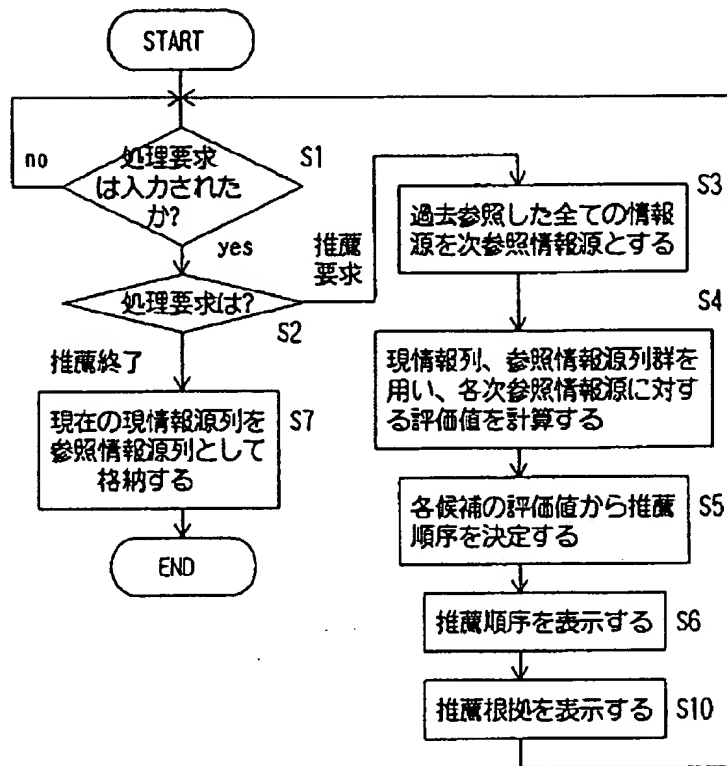 START
no
処理要求
は入力された
か?
S1
yes
処理要求は?
S2
推薦
要求
推薦終了
現在の現情報源列を
参照情報源列として
格納する
S7
END
過去参照した全ての情報
源を次参照情報源とする
S3
S4
現情報列、参照情報源列群を
用い、各次参照情報源に対す
る評価値を計算する
各候補の評価値から推薦
順序を決定する
S5
推薦順序を表示する
S6
推薦根拠を表示する
S10